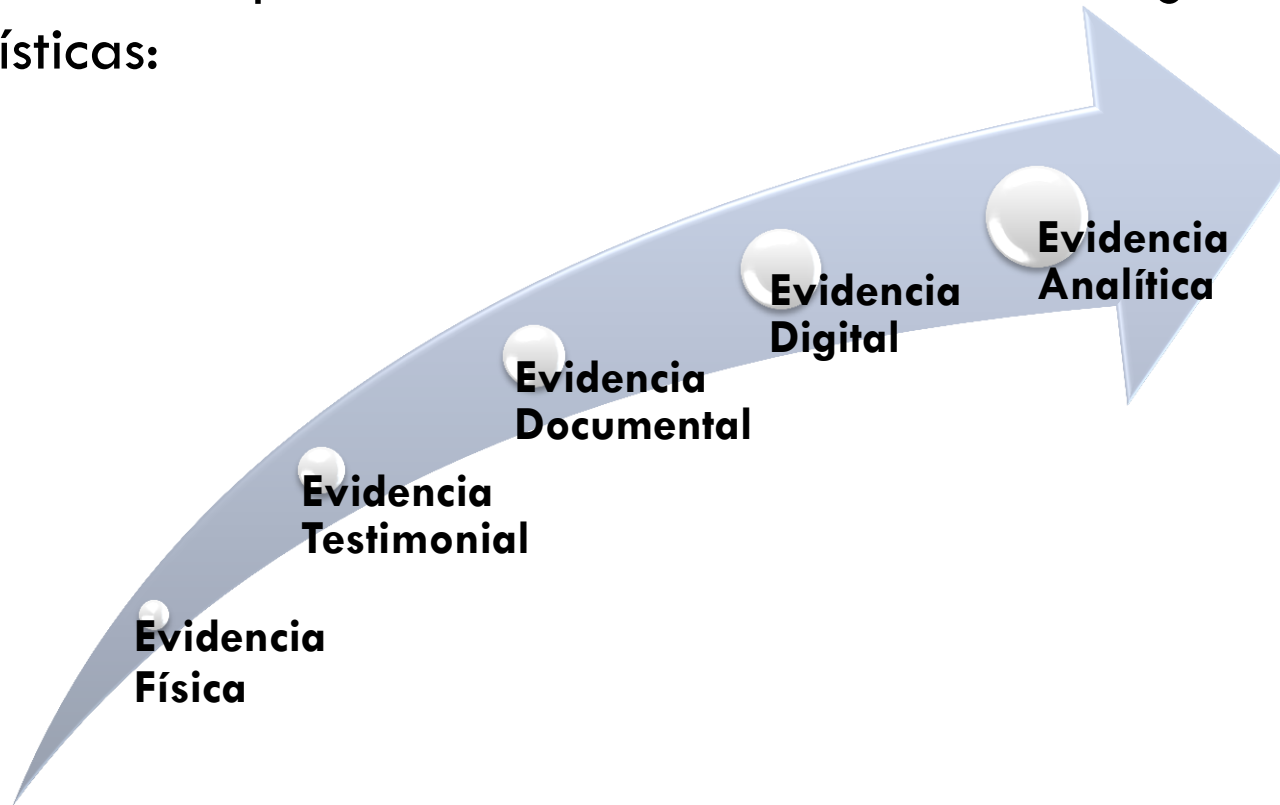 ísticas:
Evidencia
Analítica
Evidencia
Digital
Evidencia
Documental
Evidencia
Testimonial
Evidencia
Física